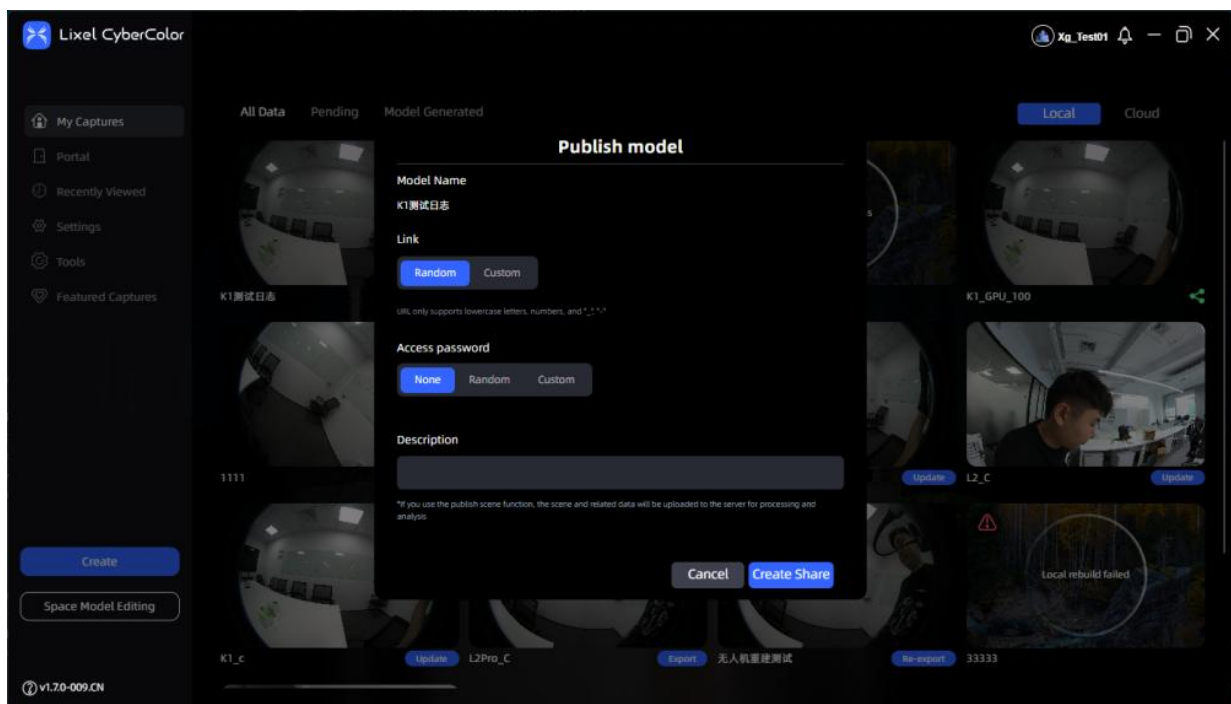 Lixel CyberColor
Xg_Test01
My Captures
Portal
Recently Viewed
Settings
Tools
Featured Captures
Create
Space Model Editing
v1.7.0-009.CN
All Data Pending Model Generated
Local Cloud
Publish model
Model Name
K1测试日志
Link
Random Custom
URL only supports lowercase letters, numbers, and "_", "-"
Access password
None Random Custom
Description
*If you use the publish scene function, the scene and related data will be uploaded to the server for processing and
analysis
Cancel Create Share
K1测试日志
K1_GPU_100
1111
Update
L2_C
Update
Local rebuild failed
K1_c
Update
L2Pro_C
Export
无人机重建测试
Re-export
33333